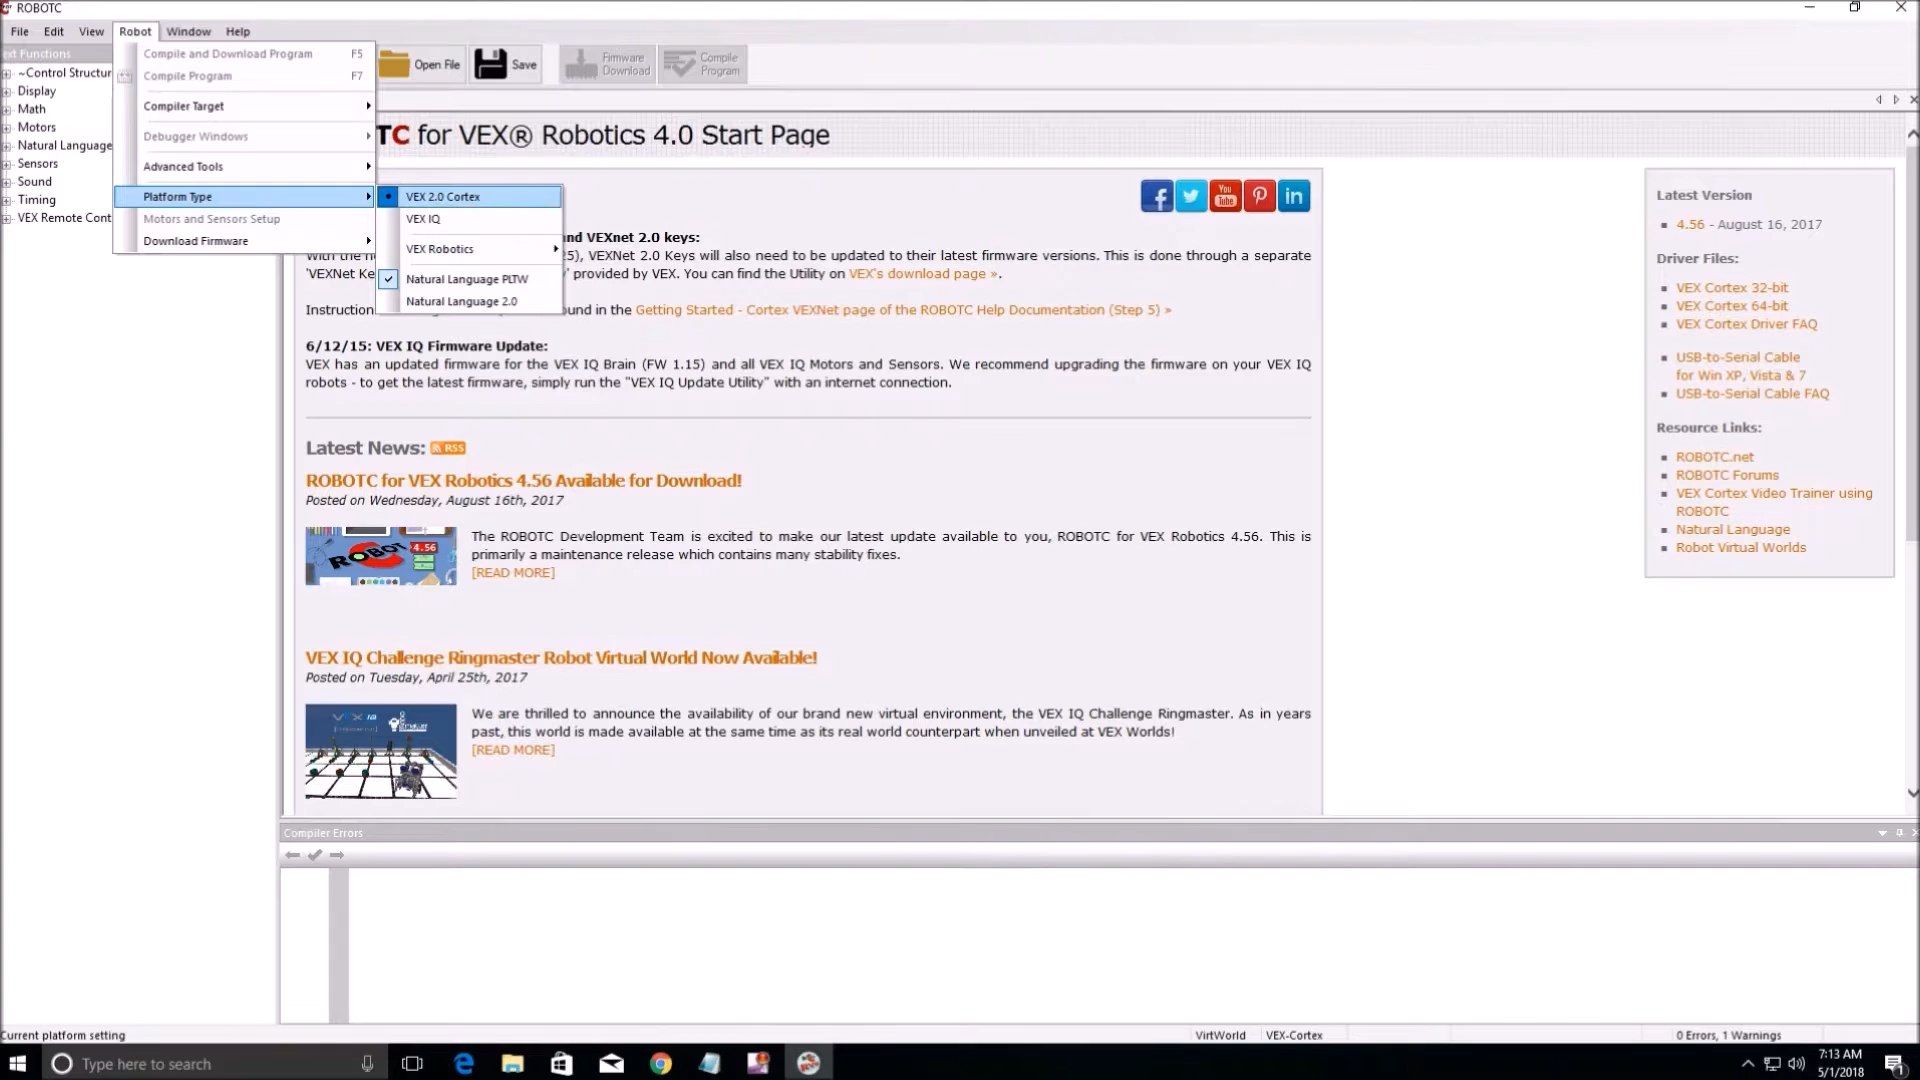 ROBOTC
File Edit View Robot Window Help
ext Functions
~Control Structur
Display
Math
Motors
Natural Language
Sensors
Sound
Timing
VEX Remote Cont
Compile and Download Program F5
Compile Program F7
Compiler Target
Debugger Windows
Advanced Tools
Platform Type
Motors and Sensors Setup
Download Firmware
VEX 2.0 Cortex
VEX IQ
VEX Robotics
Natural Language PLTW
Natural Language 2.0
Open File
Save
Firmware
Download
Compile
Program
TC for VEX® Robotics 4.0 Start Page
and VEXnet 2.0 keys:
25), VEXNet 2.0 Keys will also need to be updated to their latest firmware versions. This is done through a separate
'VEXNet Ke y' provided by VEX. You can find the Utility on VEX's download page ».
Instruction ound in the Getting Started - Cortex VEXNet page of the ROBOTC Help Documentation (Step 5) »
6/12/15: VEX IQ Firmware Update:
VEX has an updated firmware for the VEX IQ Brain (FW 1.15) and all VEX IQ Motors and Sensors. We recommend upgrading the firmware on your VEX IQ
robots - to get the latest firmware, simply run the "VEX IQ Update Utility" with an internet connection.
Latest News: RSS
ROBOTC for VEX Robotics 4.56 Available for Download!
Posted on Wednesday, August 16th, 2017
ROBOT 4.56
The ROBOTC Development Team is excited to make our latest update available to you, ROBOTC for VEX Robotics 4.56. This is
primarily a maintenance release which contains many stability fixes.
[READ MORE]
VEX IQ Challenge Ringmaster Robot Virtual World Now Available!
Posted on Tuesday, April 25th, 2017
We are thrilled to announce the availability of our brand new virtual environment, the VEX IQ Challenge Ringmaster. As in years
past, this world is made available at the same time as its real world counterpart when unveiled at VEX Worlds!
[READ MORE]
You
Tube
in
Latest Version
4.56 - August 16, 2017
Driver Files:
VEX Cortex 32-bit
VEX Cortex 64-bit
VEX Cortex Driver FAQ
USB-to-Serial Cable
for Win XP, Vista & 7
USB-to-Serial Cable FAQ
Resource Links:
ROBOTC.net
ROBOTC Forums
VEX Cortex Video Trainer using
ROBOTC
Natural Language
Robot Virtual Worlds
Compiler Errors
Current platform setting
VirtWorld VEX-Cortex 0 Errors, 1 Warnings
Type here to search
7:13 AM
5/1/2018